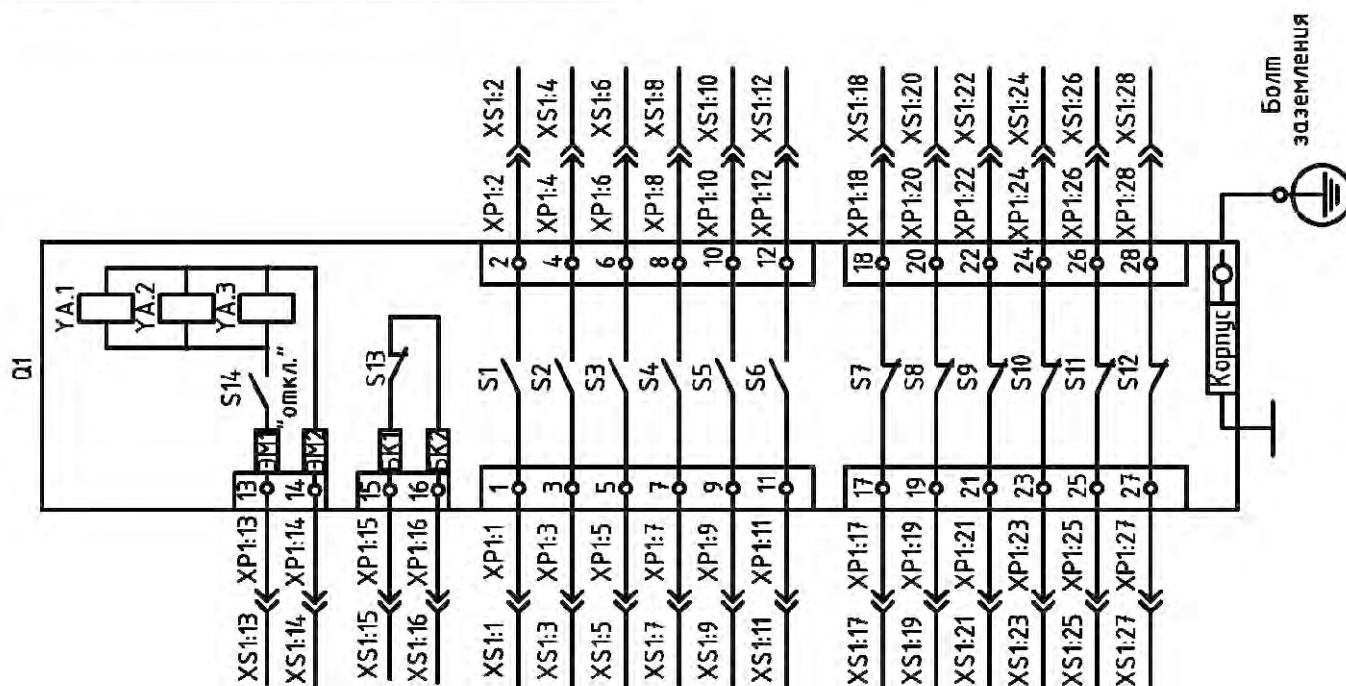 Q1
YA.1
YA.2
YA.3
S14
"откл."
S13
ЭМ1
ЭМ2
БК1
БК2
13
14
15
16
XP1:13
XP1:14
XP1:15
XP1:16
XS1:13
XS1:14
XS1:15
XS1:16
XS1:2
XS1:4
XS1:6
XS1:8
XS1:10
XS1:12
XP1:2
XP1:4
XP1:6
XP1:8
XP1:10
XP1:12
2
4
6
8
10
12
S1
S2
S3
S4
S5
S6
1
3
5
7
9
11
XP1:1
XP1:3
XP1:5
XP1:7
XP1:9
XP1:11
XS1:1
XS1:3
XS1:5
XS1:7
XS1:9
XS1:11
XS1:18
XS1:20
XS1:22
XS1:24
XS1:26
XS1:28
XP1:18
XP1:20
XP1:22
XP1:24
XP1:26
XP1:28
18
20
22
24
26
28
S7
S8
S9
S10
S11
S12
17
19
21
23
25
27
XP1:17
XP1:19
XP1:21
XP1:23
XP1:25
XP1:27
XS1:17
XS1:19
XS1:21
XS1:23
XS1:25
XS1:27
Корпус
Болт
заземления